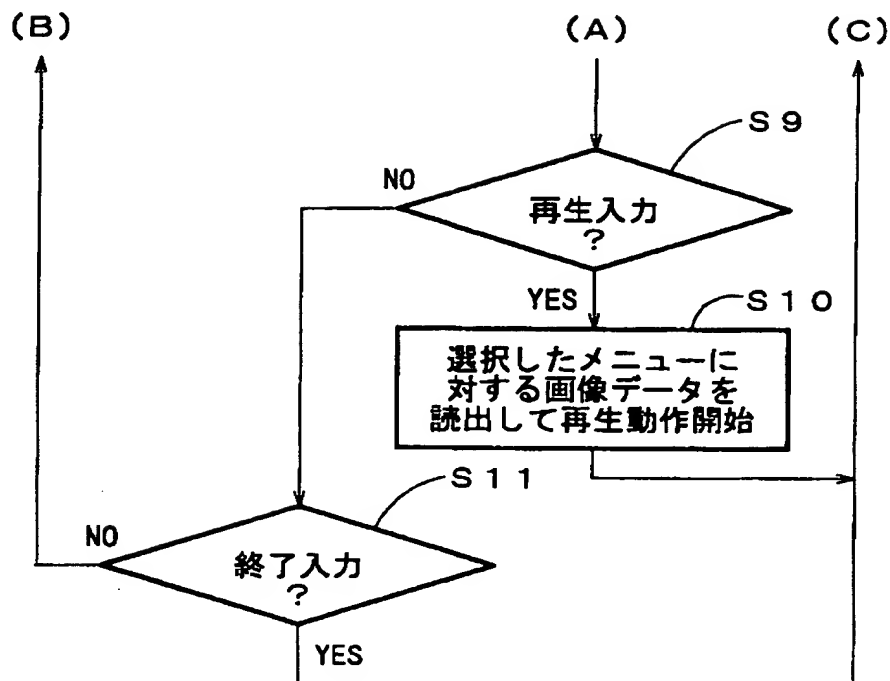 (B)
(A)
(C)
S9
NO
再生入力
?
YES
S10
選択したメニューに
対する画像データを
読出して再生動作開始
S11
NO
終了入力
?
YES